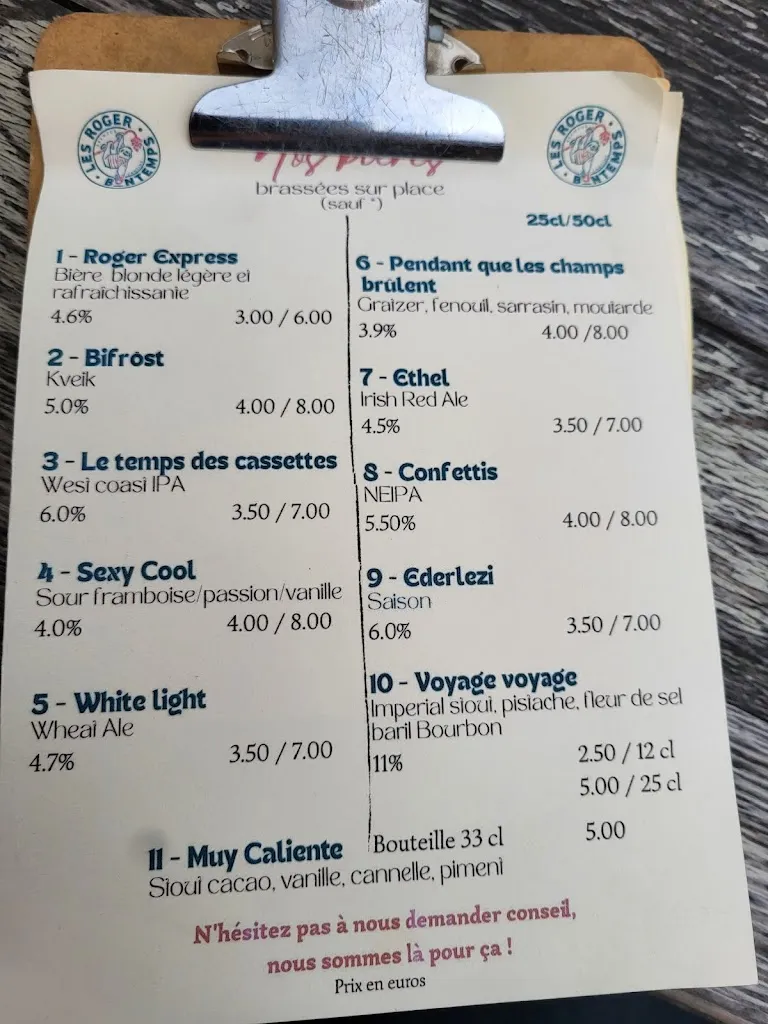 LES ROGER BONTEMPS
LES ROGER BONTEMPS
Nos bières
brassées sur place
(sauf *)
25cl/50cl
1 - Roger Express
Bière blonde légère et
rafraîchissante
4.6% 3.00 / 6.00
2 - Bifröst
Kveik
5.0% 4.00 / 8.00
3 - Le temps des cassettes
West coast IPA
6.0% 3.50 / 7.00
4 - Sexy Cool
Sour framboise/passion/vanille
4.0% 4.00 / 8.00
5 - White light
Wheat Ale
4.7% 3.50 / 7.00
6 - Pendant que les champs
brûlent
Gratzer, fenouil, sarrasin, moutarde
3.9% 4.00 /8.00
7 - Ethel
Irish Red Ale
4.5% 3.50 / 7.00
8 - Confettis
NEIPA
5.50% 4.00 / 8.00
9 - Ederlezi
Saison
6.0% 3.50 / 7.00
10 - Voyage voyage
Imperial stout, pistache, fleur de sel
baril Bourbon
11% 2.50 / 12 cl
5.00 / 25 cl
11 - Muy Caliente Bouteille 33 cl 5.00
Stout cacao, vanille, cannelle, piment
N'hésitez pas à nous demander conseil,
nous sommes là pour ça !
Prix en euros